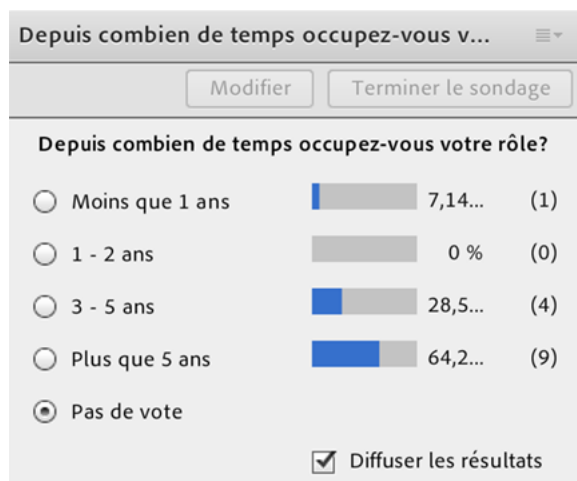 Depuis combien de temps occupez-vous v...
Modifier Terminer le sondage
Depuis combien de temps occupez-vous votre rôle?
Moins que 1 ans 7,14... (1)
1 - 2 ans 0 % (0)
3 - 5 ans 28,5... (4)
Plus que 5 ans 64,2... (9)
Pas de vote
Diffuser les résultats